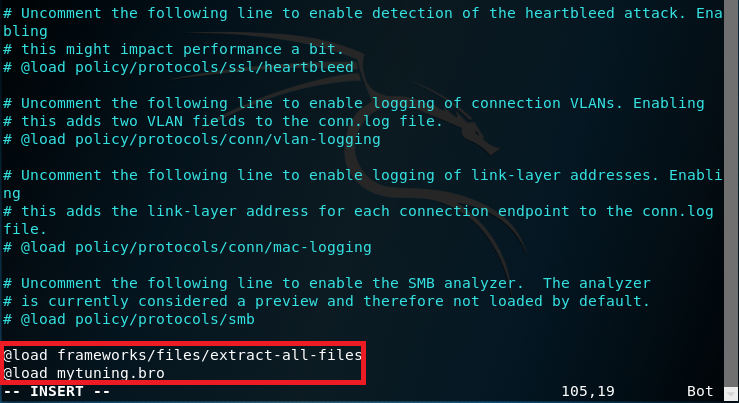 # Uncomment the following line to enable detection of the heartbleed attack. Ena
bling
# this might impact performance a bit.
# @load policy/protocols/ssl/heartbleed
# Uncomment the following line to enable logging of connection VLANs. Enabling
# this adds two VLAN fields to the conn.log file.
# @load policy/protocols/conn/vlan-logging
# Uncomment the following line to enable logging of link-layer addresses. Enabli
ng
# this adds the link-layer address for each connection endpoint to the conn.log
file.
# @load policy/protocols/conn/mac-logging
# Uncomment the following line to enable the SMB analyzer.  The analyzer
# is currently considered a preview and therefore not loaded by default.
# @load policy/protocols/smb
@load frameworks/files/extract-all-files
@load mytuning.bro
-- INSERT -- 105,19 Bot